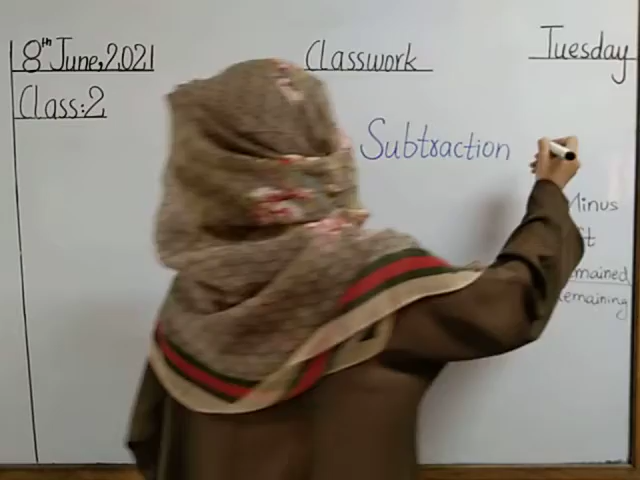 8th June, 2021
Classwork
Tuesday
Class:2
Subtraction
Minus